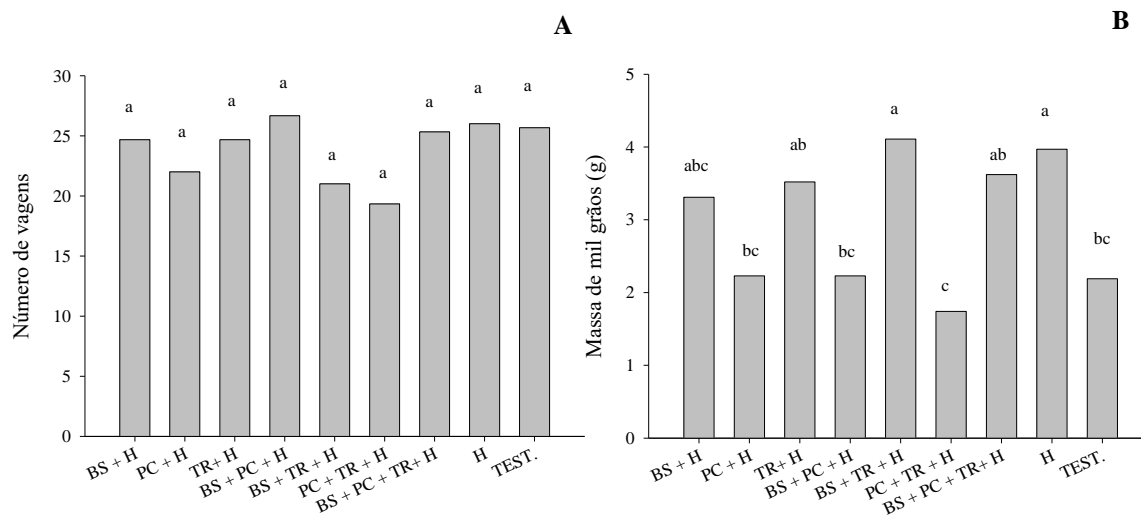 A
Número de vagens
30
25
20
15
10
5
0
a
a
a
a
a
a
a
a
a
BS + H
PC + H
TR+ H
BS + PC + H
BS + TR + H
PC + TR + H
BS + PC + TR+ H
H
TEST.
B
Massa de mil grãos (g)
5
4
3
2
1
0
abc
bc
ab
bc
a
c
ab
a
bc
BS + H
PC + H
TR+ H
BS + PC + H
BS + TR + H
PC + TR + H
BS + PC + TR+ H
H
TEST.